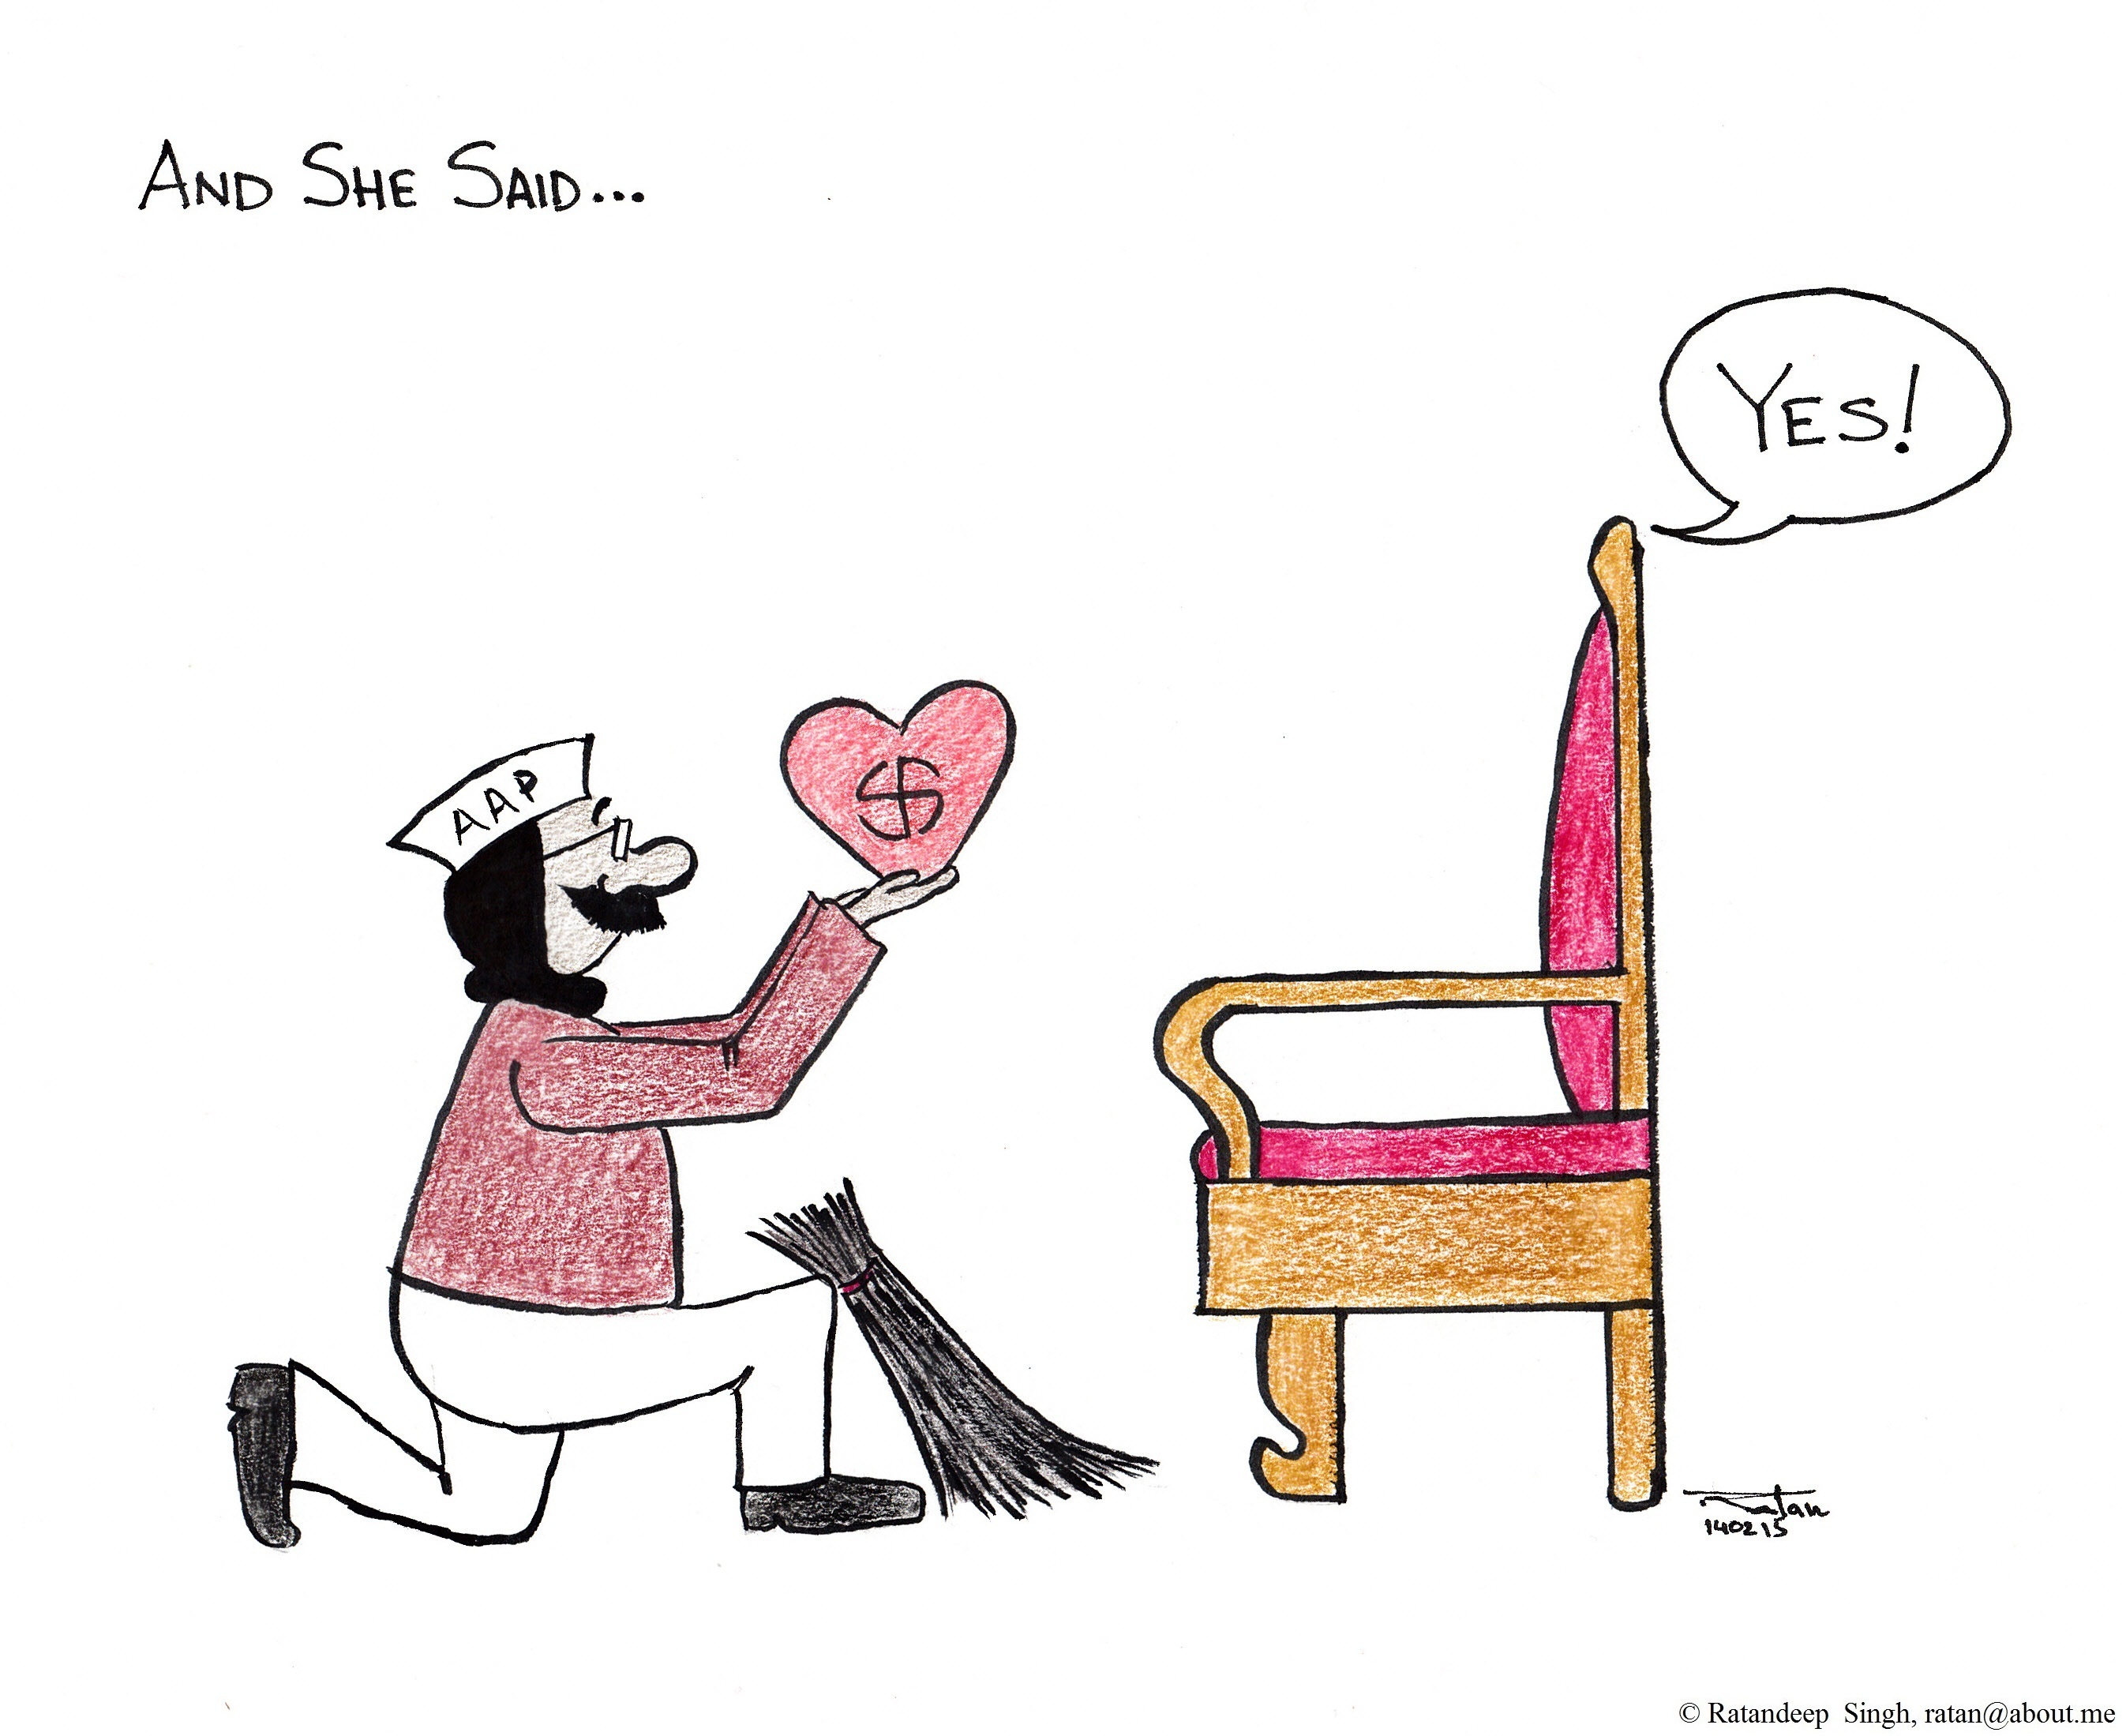 AND SHE SAID...
YES!
AAP
Ratan
140215
© Ratandeep Singh, ratan@about.me